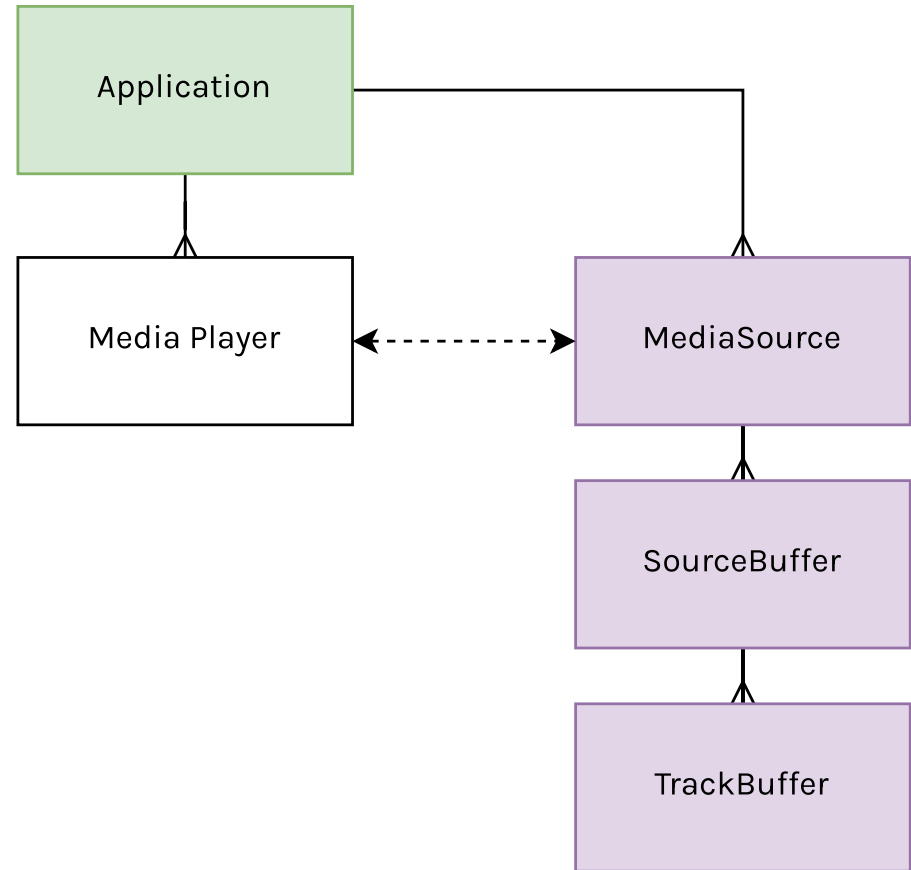 Application
Media Player
MediaSource
SourceBuffer
TrackBuffer